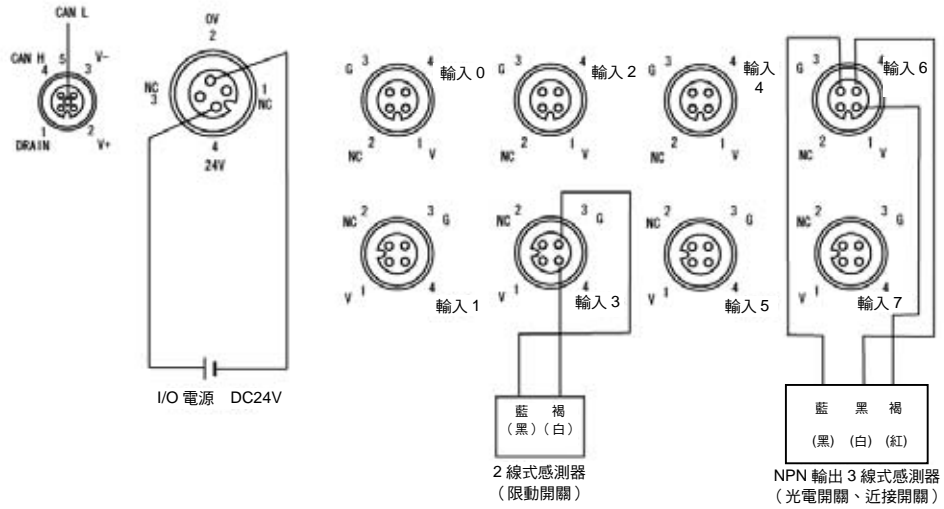 CAN L
CAN H 5 V-
4 3
1 2
DRAIN V+
0V
2
NC 1
3 NC
4
24V
I/O 電源 DC24V
G 3 4 輸入 0
NC 2 1 V
G 3 4 輸入 2
NC 2 1 V
G 3 4 輸入
4
NC 2 1 V
G 3 4 輸入 6
NC 2 1 V
NC 2 3 G
V 1 4 輸入 1
NC 2 3 G
V 1 4 輸入 3
NC 2 3 G
V 1 4 輸入 5
NC 2 3 G
V 1 4 輸入 7
藍 褐
(黑)(白)
2 線式感測器
(限動開關)
藍 黑 褐
(黑) (白) (紅)
NPN 輸出 3 線式感測器
(光電開關、近接開關)